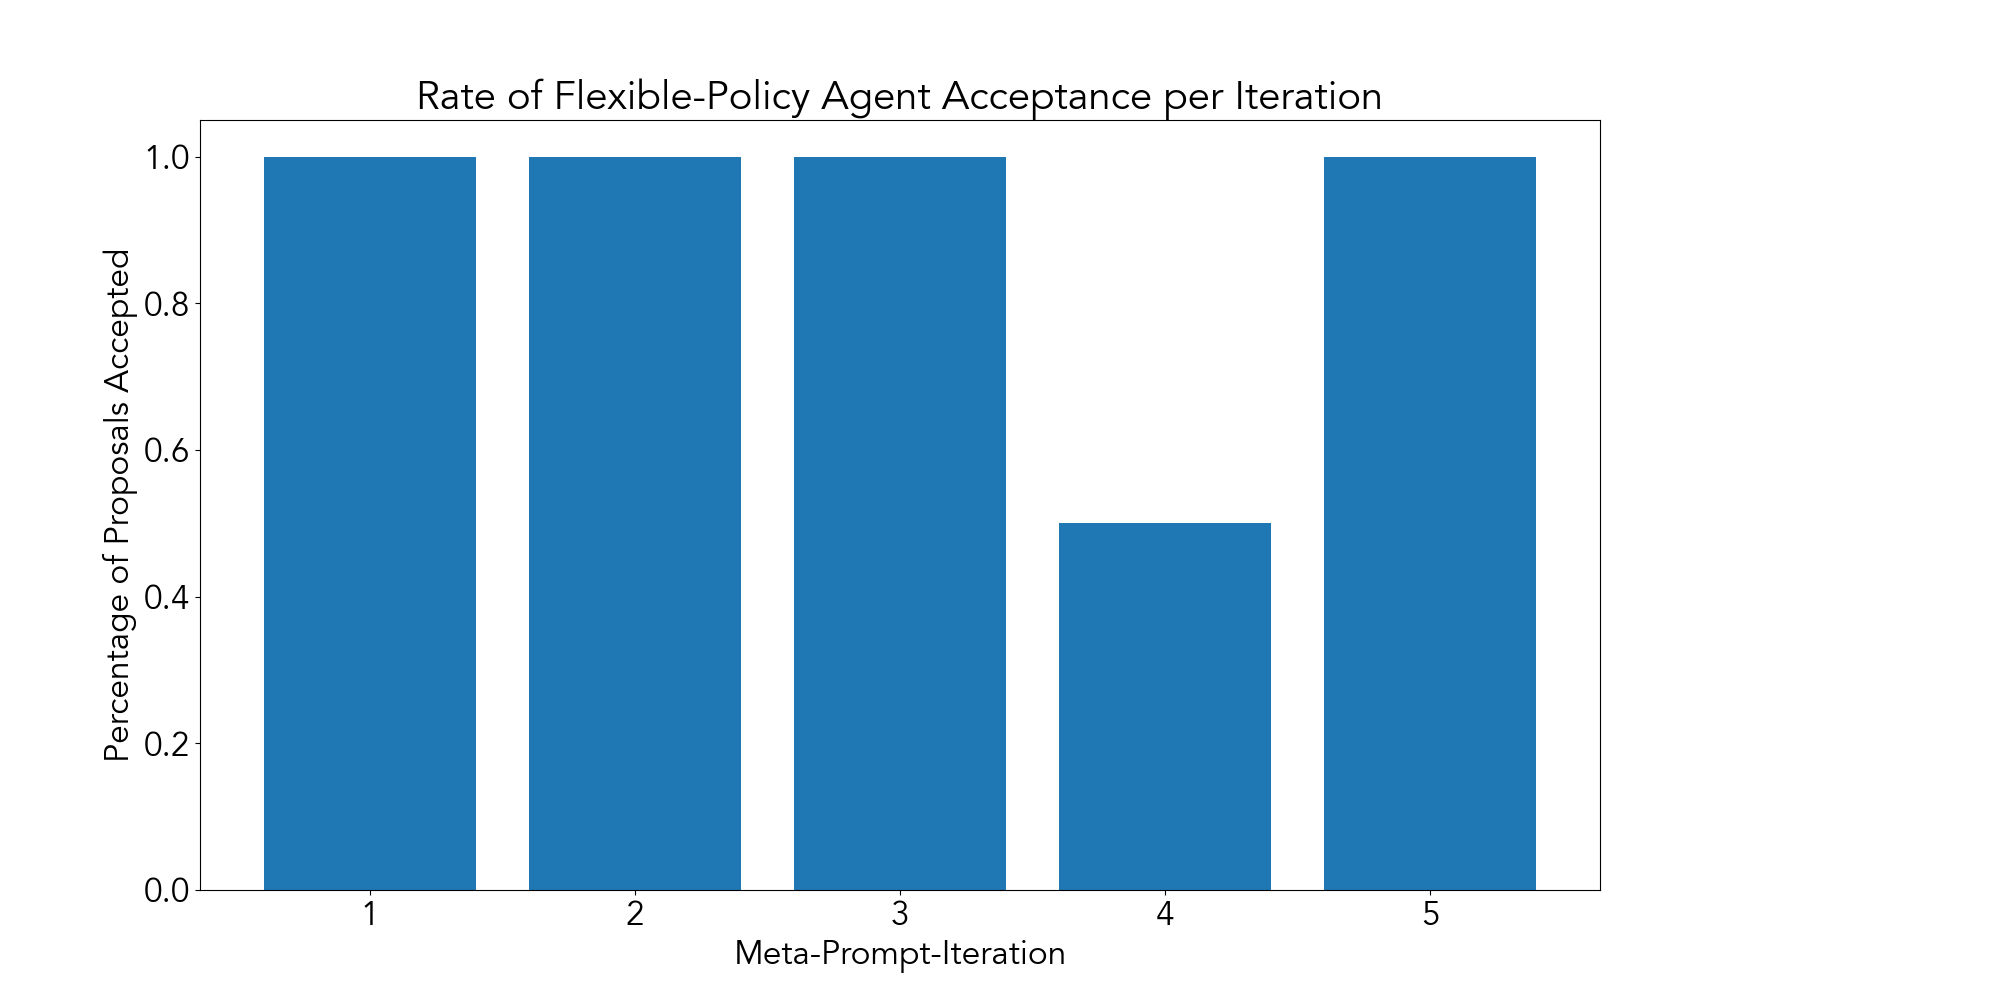 Rate of Flexible-Policy Agent Acceptance per Iteration
Percentage of Proposals Accepted
1.0
0.8
0.6
0.4
0.2
0.0
1 2 3 4 5
Meta-Prompt-Iteration